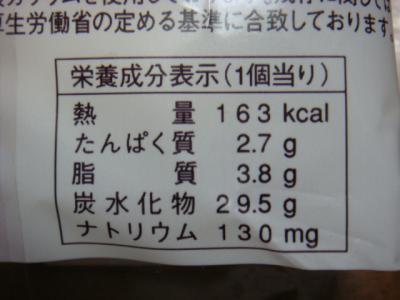 厚生労働省の定める基準に合致しております。
栄養成分表示(1個当り)
熱量 163 kcal
たんぱく質 2.7 g
脂質 3.8 g
炭水化物 29.5 g
ナトリウム 130 mg